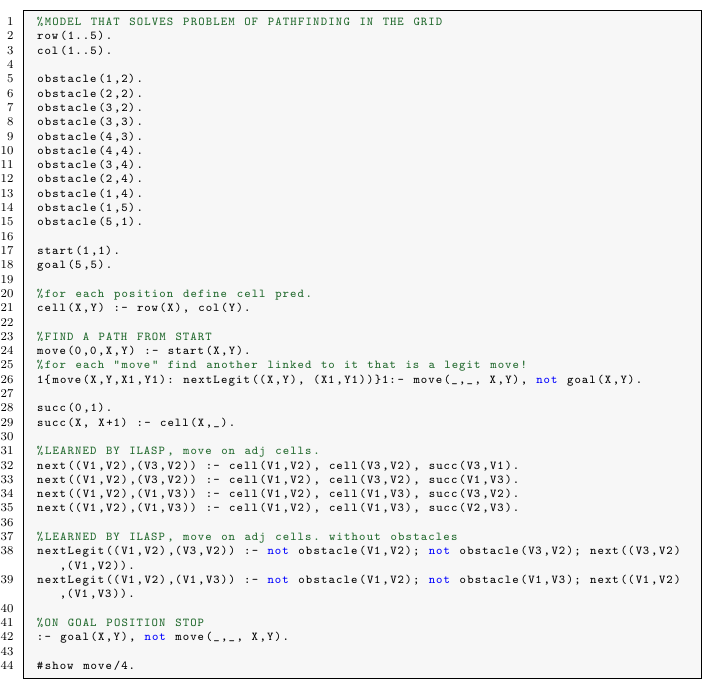 1 %MODEL THAT SOLVES PROBLEM OF PATHFINDING IN THE GRID
2 row(1..5).
3 col(1..5).
4
5 obstacle(1,2).
6 obstacle(2,2).
7 obstacle(3,2).
8 obstacle(3,3).
9 obstacle(4,3).
10 obstacle(4,4).
11 obstacle(3,4).
12 obstacle(2,4).
13 obstacle(1,4).
14 obstacle(1,5).
15 obstacle(5,1).
16
17 start(1,1).
18 goal(5,5).
19
20 %for each position define cell pred.
21 cell(X,Y) :- row(X), col(Y).
22
23 %FIND A PATH FROM START
24 move(0,0,X,Y) :- start(X,Y).
25 %for each "move" find another linked to it that is a legit move!
26 1{move(X,Y,X1,Y1): nextLegit((X,Y), (X1,Y1))}1:- move(_,_, X,Y), not goal(X,Y).
27
28 succ(0,1).
29 succ(X, X+1) :- cell(X,_).
30
31 %LEARNED BY ILASP, move on adj cells.
32 next((V1,V2),(V3,V2)) :- cell(V1,V2), cell(V3,V2), succ(V3,V1).
33 next((V1,V2),(V3,V2)) :- cell(V1,V2), cell(V3,V2), succ(V1,V3).
34 next((V1,V2),(V1,V3)) :- cell(V1,V2), cell(V1,V3), succ(V3,V2).
35 next((V1,V2),(V1,V3)) :- cell(V1,V2), cell(V1,V3), succ(V2,V3).
36
37 %LEARNED BY ILASP, move on adj cells. without obstacles
38 nextLegit((V1,V2),(V3,V2)) :- not obstacle(V1,V2); not obstacle(V3,V2); next((V3,V2)
,(V1,V2)).
39 nextLegit((V1,V2),(V1,V3)) :- not obstacle(V1,V2); not obstacle(V1,V3); next((V1,V2)
,(V1,V3)).
40
41 %ON GOAL POSITION STOP
42 :- goal(X,Y), not move(_,_, X,Y).
43
44 #show move/4.